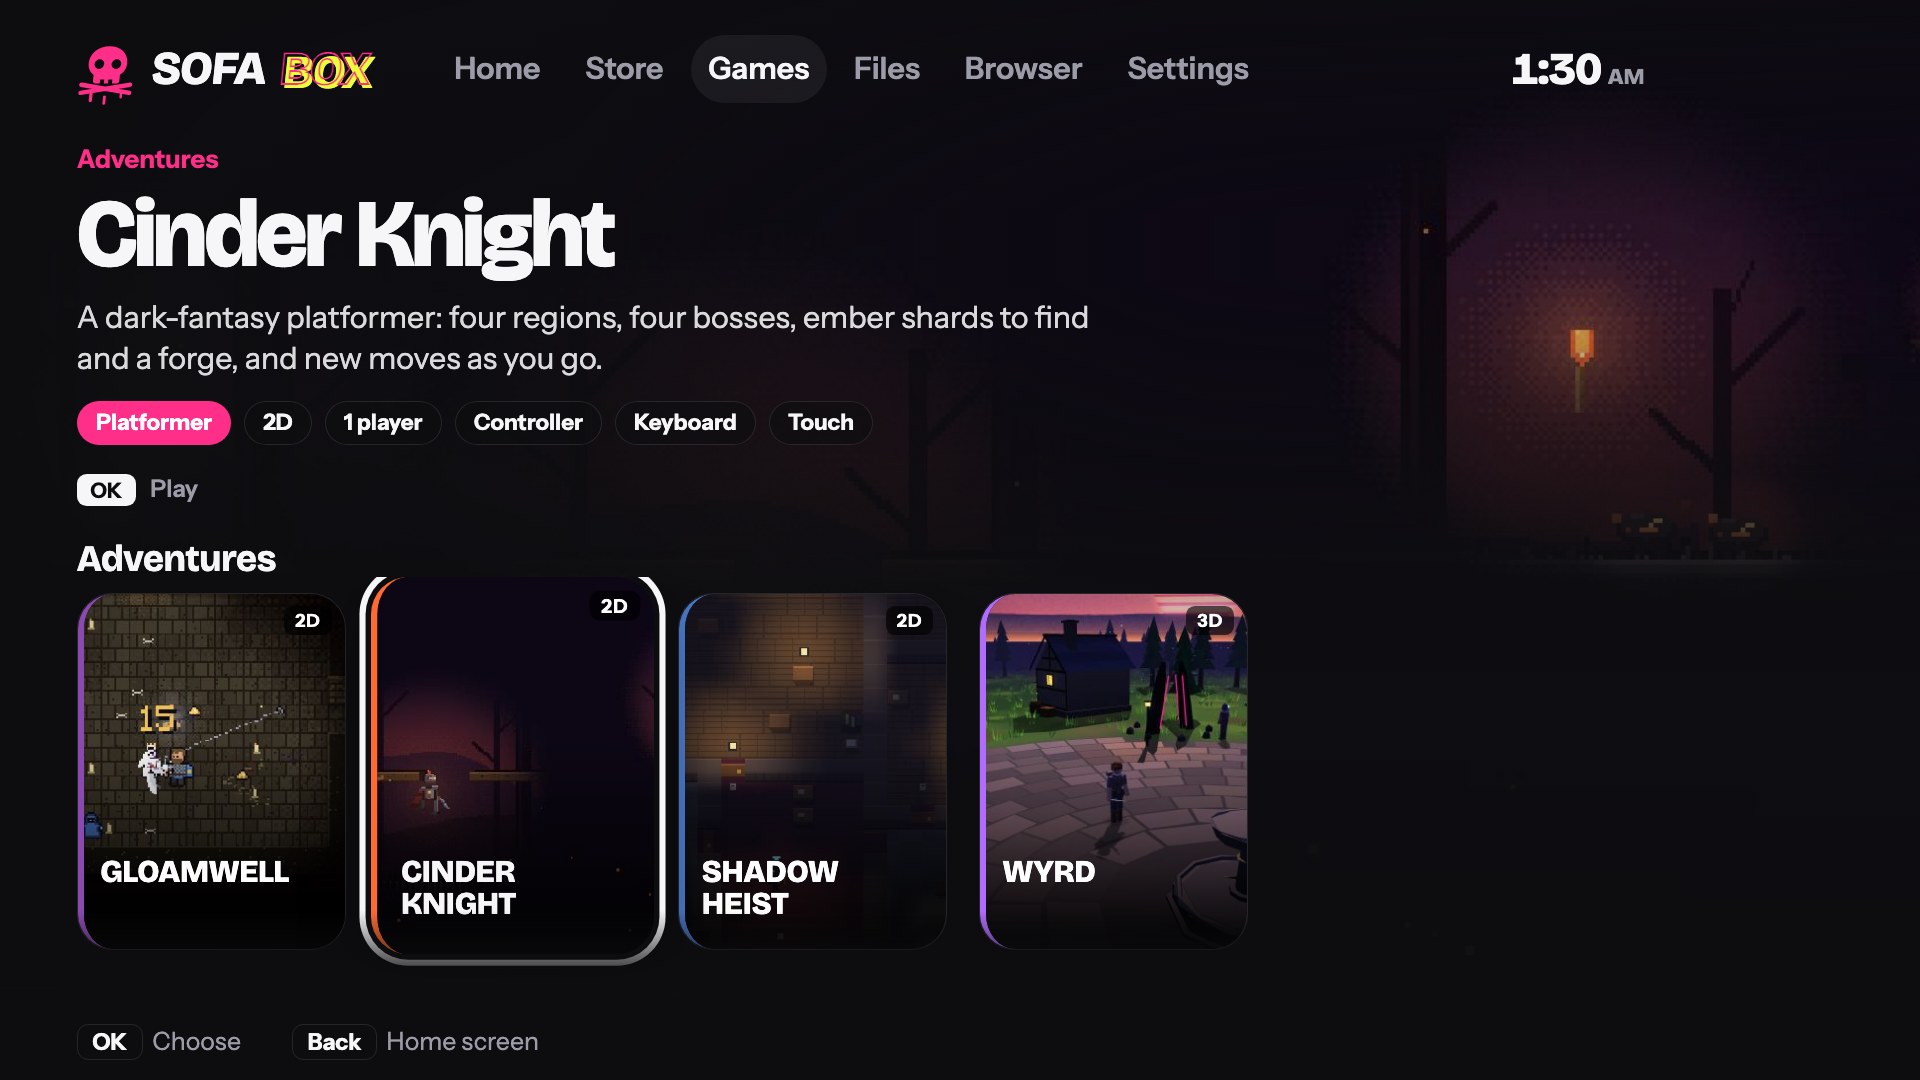 SOFA BOX
Home Store Games Files Browser Settings
1:30 AM
Adventures
Cinder Knight
A dark-fantasy platformer: four regions, four bosses, ember shards to find
and a forge, and new moves as you go.
Platformer 2D 1 player Controller Keyboard Touch
OK Play
Adventures
2D
15
GLOAMWELL
2D
CINDER
KNIGHT
2D
SHADOW
HEIST
3D
WYRD
OK Choose Back Home screen